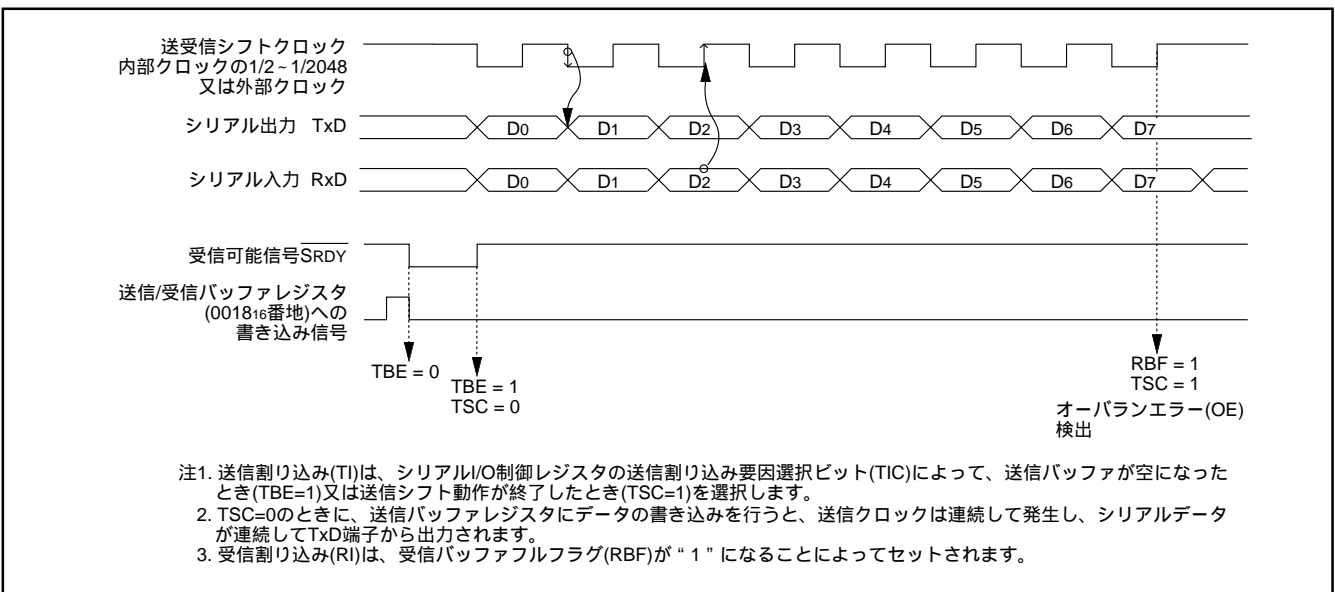 送受信シフトクロック
内部クロックの1/2~1/2048
又は外部クロック
シリアル出力 TxD
D0 D1 D2 D3 D4 D5 D6 D7
シリアル入力 RxD
D0 D1 D2 D3 D4 D5 D6 D7
受信可能信号SRDY
送信/受信バッファレジスタ
(001816番地)への
書き込み信号
TBE = 0
TBE = 1
TSC = 0
RBF = 1
TSC = 1
オーバランエラー(OE)
検出
注1. 送信割り込み(TI)は、シリアルI/O制御レジスタの送信割り込み要因選択ビット(TIC)によって、送信バッファが空になった
とき(TBE=1)又は送信シフト動作が終了したとき(TSC=1)を選択します。
2. TSC=0のときに、送信バッファレジスタにデータの書き込みを行うと、送信クロックは連続して発生し、シリアルデータ
が連続してTxD端子から出力されます。
3. 受信割り込み(RI)は、受信バッファフルフラグ(RBF)が“1”になることによってセットされます。